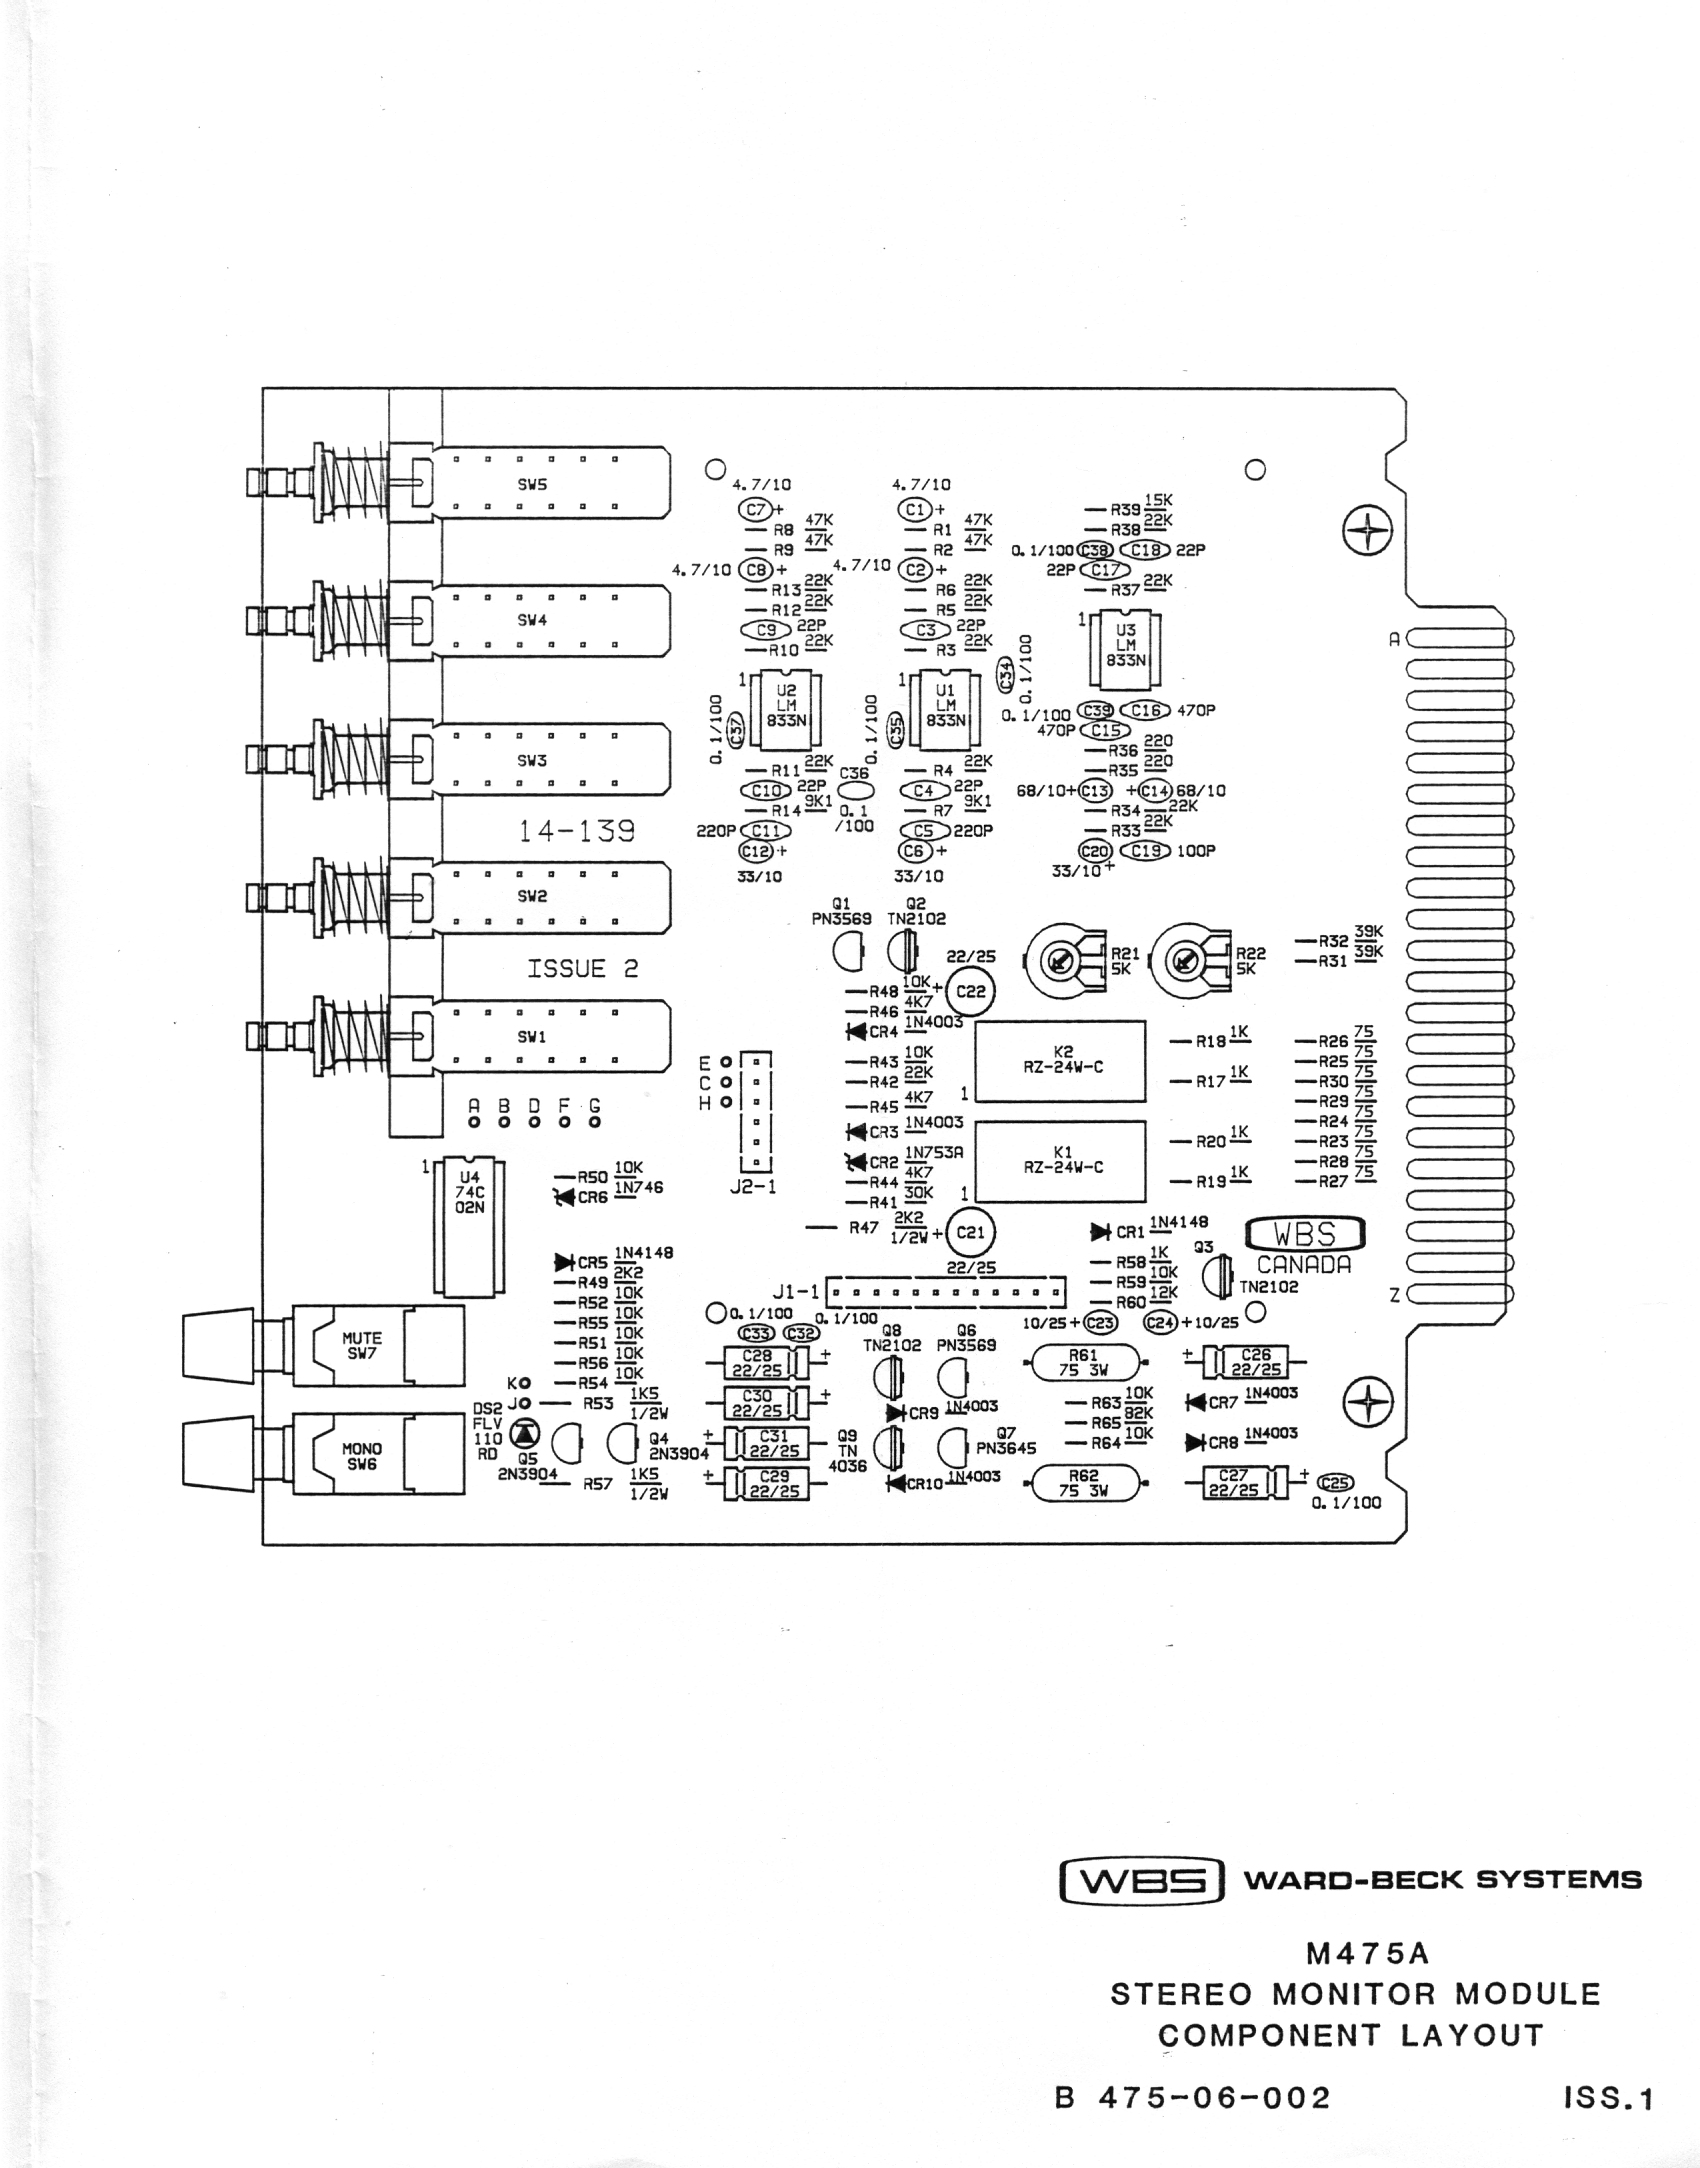 SW5
4.7/10
4.7/10
C7 +
C1 +
R39 15K
R8 47K
R1 47K
R38 22K
R9 47K
R2 47K
0.1/100 C38
C18 22P
4.7/10 C8 +
4.7/10 C2 +
22P C17
R13 22K
R6 22K
R37 22K
R12 22K
R5 22K
SW4
C9 22P
C3 22P
1 U3
LM
833N
A
R10 22K
R3 22K
C34 0.1/100
1 U2
LM
833N
1 U1
LM
833N
0.1/100 C37
0.1/100 C35
0.1/100 C39
C16 470P
470P C15
SW3
R36 220
R11 22K
C36
0.1
/100
R4 22K
R35 220
C10 22P
C4 22P
68/10 + C13
+ C14 68/10
R14 9K1
R7 9K1
R34 22K
14-139
220P C11
C5 220P
R33 22K
C12 +
C6 +
C20
C19 100P
33/10
33/10
33/10 +
SW2
Q1
PN3569
Q2
TN2102
R32 39K
ISSUE 2
22/25
R21
5K
R22
5K
R31 39K
R48 10K
+ C22
R46 4K7
CR4 1N4003
SW1
K2
RZ-24W-C
1
R18 1K
R26 75
E
R43 10K
R25 75
C
R42 22K
R17 1K
R30 75
H
R45 4K7
R29 75
A B D F G
R24 75
CR3 1N4003
K1
RZ-24W-C
1
R20 1K
R23 75
CR2 1N753A
R28 75
1 U4
74C
02N
R50 10K
J2-1
R44 4K7
R19 1K
R27 75
CR6 1N746
R41 30K
R47 2K2
1/2W
+ C21
22/25
CR1 1N4148
WBS
CANADA
Q3
TN2102
CR5 1N4148
R58 1K
R49 2K2
J1-1
R59 10K
R52 10K
R60 12K
Z
R55 10K
0.1/100
C33
C32
0.1/100
10/25 + C23
C24 + 10/25
R51 10K
Q8
TN2102
Q6
PN3569
MUTE
SW7
R56 10K
C28 +
22/25
R61
75 3W
+ C26
22/25
R54 10K
K
J
R53 1K5
1/2W
C30 +
22/25
CR9 1N4003
R63 10K
CR7 1N4003
DS2
FLV
110
RD
R65 82K
MONO
SW6
Q5
2N3904
Q4
2N3904
+ C31
22/25
Q9
TN
4036
Q7
PN3645
R64 10K
CR8 1N4003
R57 1K5
1/2W
+ C29
22/25
CR10 1N4003
R62
75 3W
C27 +
22/25
C25
0.1/100
WBS WARD-BECK SYSTEMS
M475A
STEREO MONITOR MODULE
COMPONENT LAYOUT
B 475-06-002 ISS.1